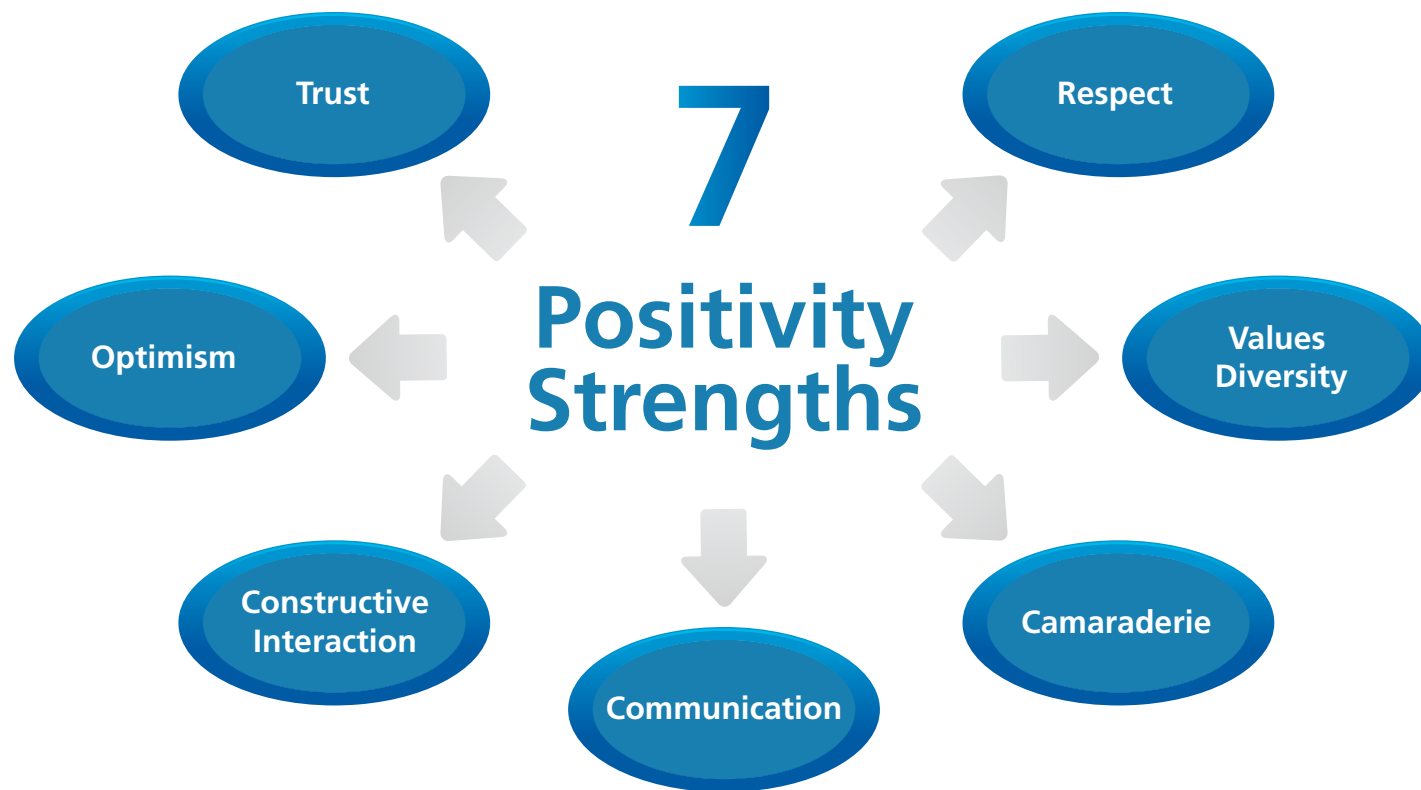 7
Positivity
Strengths
Trust
Respect
Optimism
Values
Diversity
Constructive
Interaction
Camaraderie
Communication